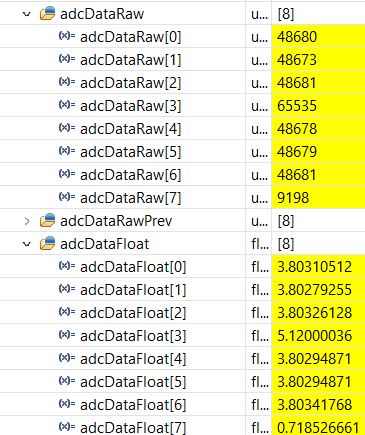 adcDataRaw u... [8]
(x)= adcDataRaw[0] u... 48680
(x)= adcDataRaw[1] u... 48673
(x)= adcDataRaw[2] u... 48681
(x)= adcDataRaw[3] u... 65535
(x)= adcDataRaw[4] u... 48678
(x)= adcDataRaw[5] u... 48679
(x)= adcDataRaw[6] u... 48681
(x)= adcDataRaw[7] u... 9198
adcDataRawPrev u... [8]
adcDataFloat fl... [8]
(x)= adcDataFloat[0] fl... 3.80310512
(x)= adcDataFloat[1] fl... 3.80279255
(x)= adcDataFloat[2] fl... 3.80326128
(x)= adcDataFloat[3] fl... 5.12000036
(x)= adcDataFloat[4] fl... 3.80294871
(x)= adcDataFloat[5] fl... 3.80294871
(x)= adcDataFloat[6] fl... 3.80341768
(x)= adcDataFloat[7] fl... 0.718526661